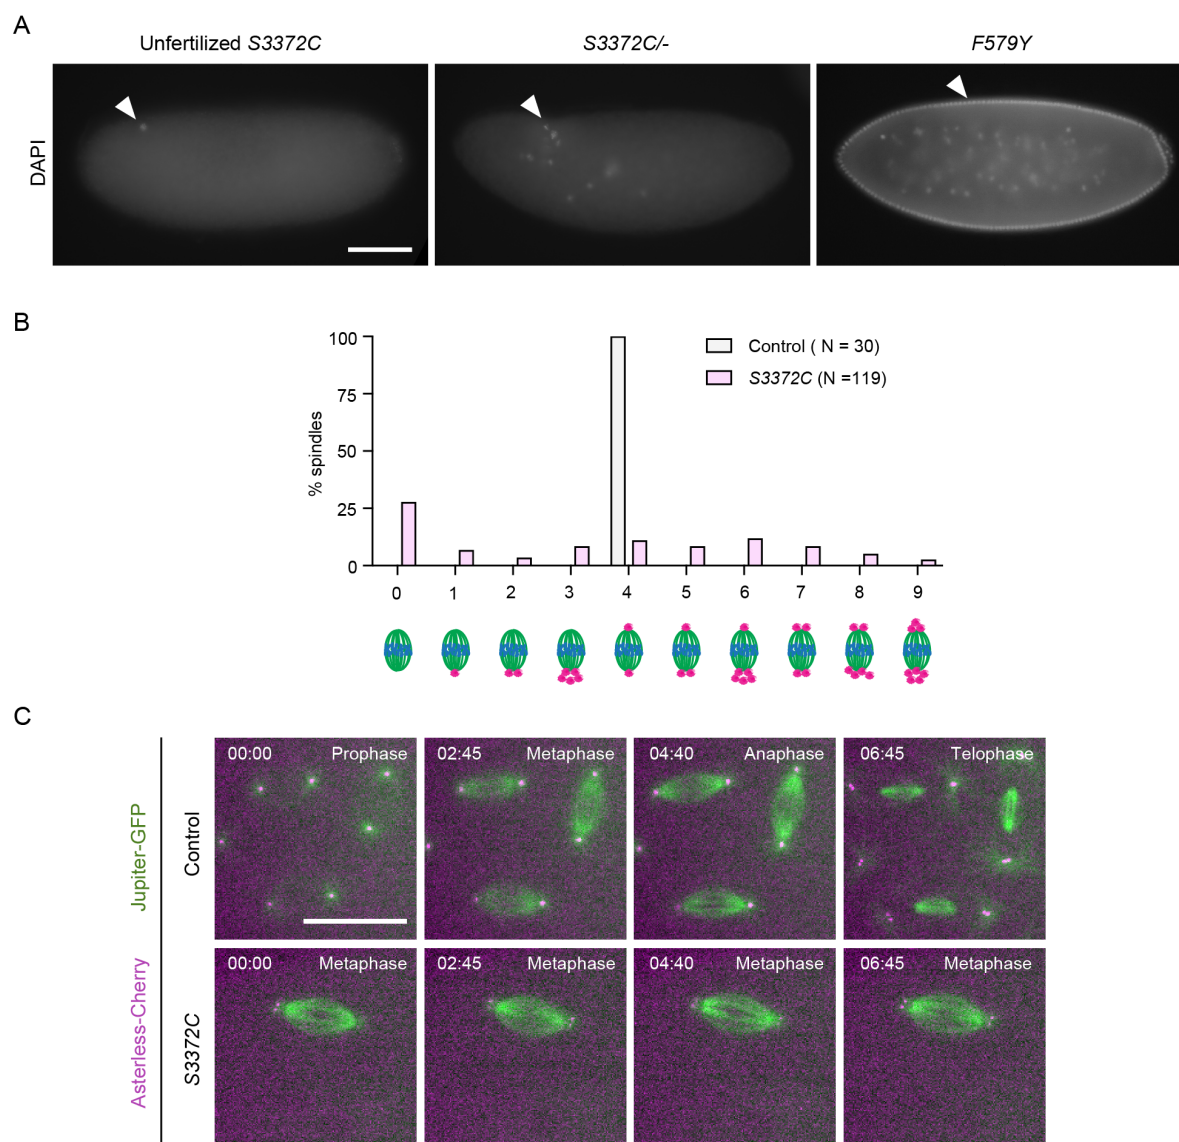 A
Unfertilized S3372C
S3372C/-
F579Y
DAPI
B
100
75
50
25
0
% spindles
Control ( N = 30)
S3372C (N =119)
0 1 2 3 4 5 6 7 8 9
C
Jupiter-GFP
Asterless-Cherry
Control
00:00 Prophase
02:45 Metaphase
04:40 Anaphase
06:45 Telophase
S3372C
00:00 Metaphase
02:45 Metaphase
04:40 Metaphase
06:45 Metaphase